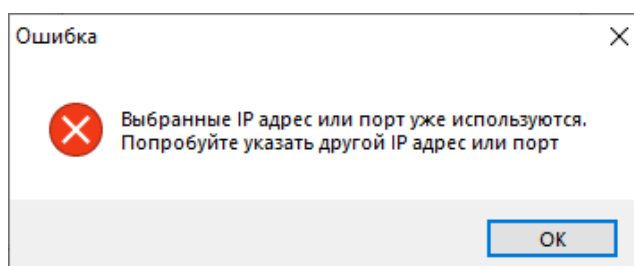 Ошибка
Выбранные IP адрес или порт уже используются.
Попробуйте указать другой IP адрес или порт
OK